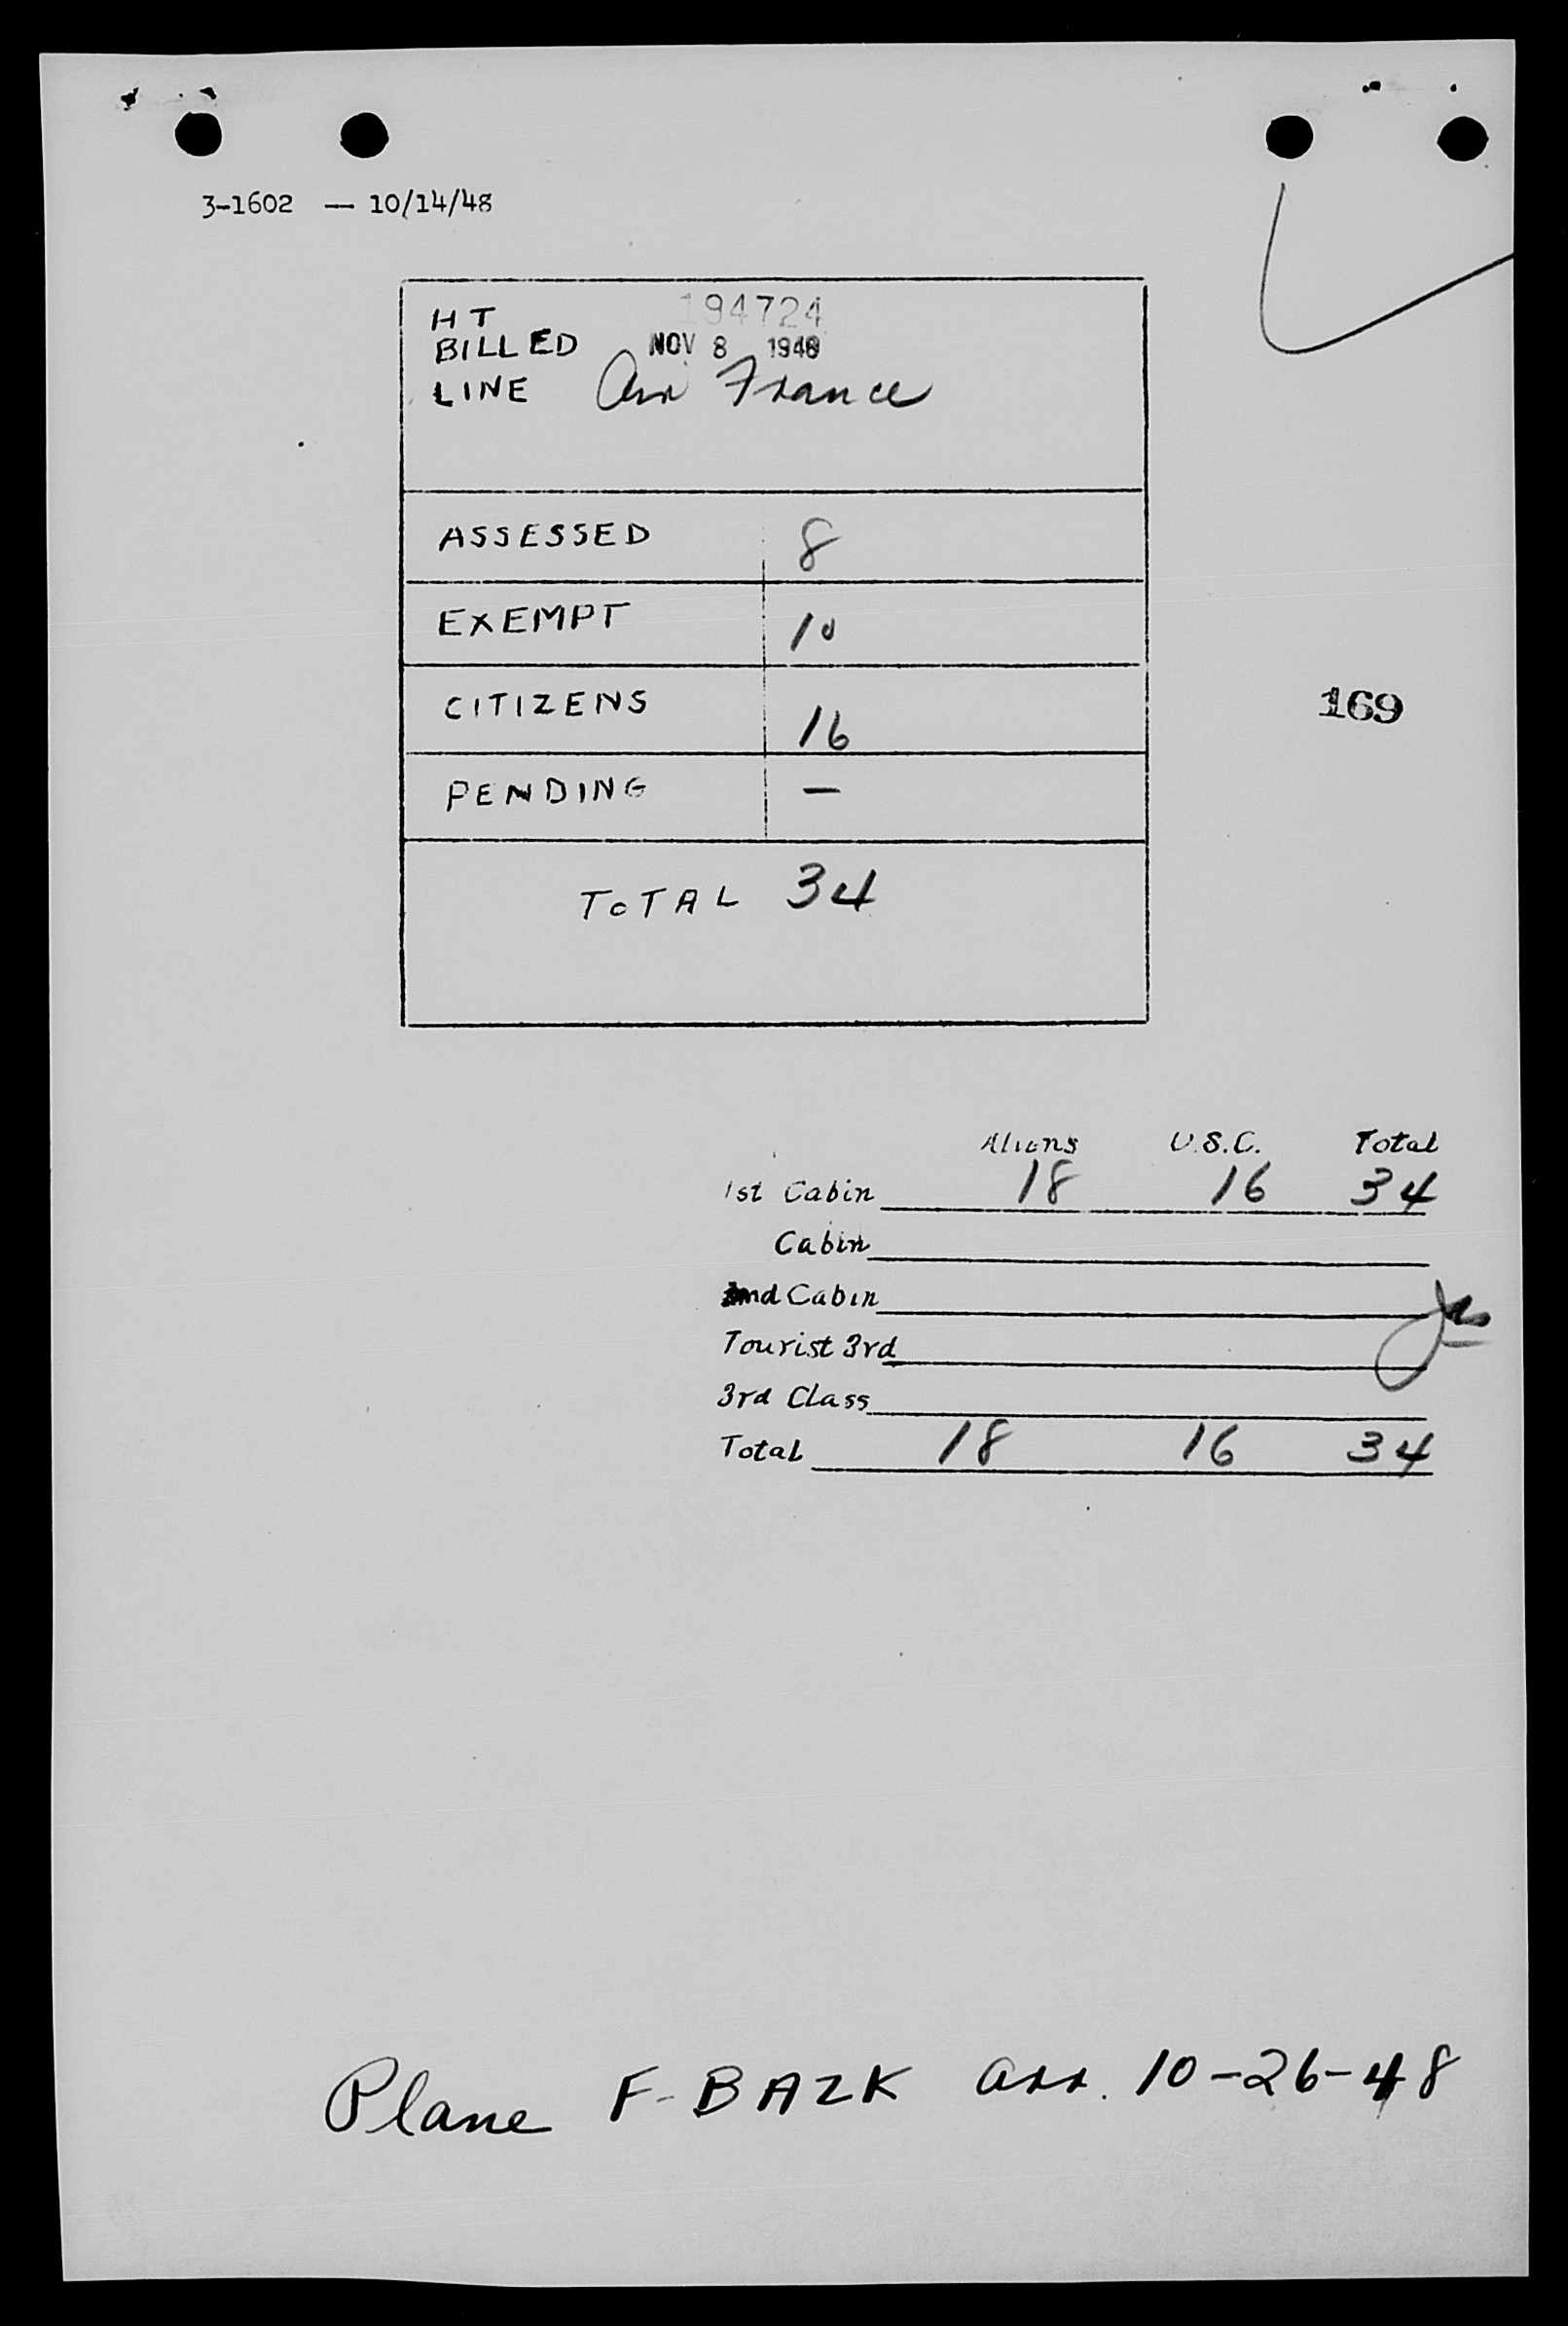 3-1602 — 10/14/48
HT 194724
BILLED NOV 8 1948
LINE Air France
ASSESSED 8
EXEMPT 10
CITIZENS 16
169
PENDING —
TOTAL 34
Aliens U.S.C. Total
1st Cabin 18 16 34
Cabin
2nd Cabin
Tourist 3rd
3rd Class
Total 18 16 34
Plane F-BAZK arr. 10-26-48